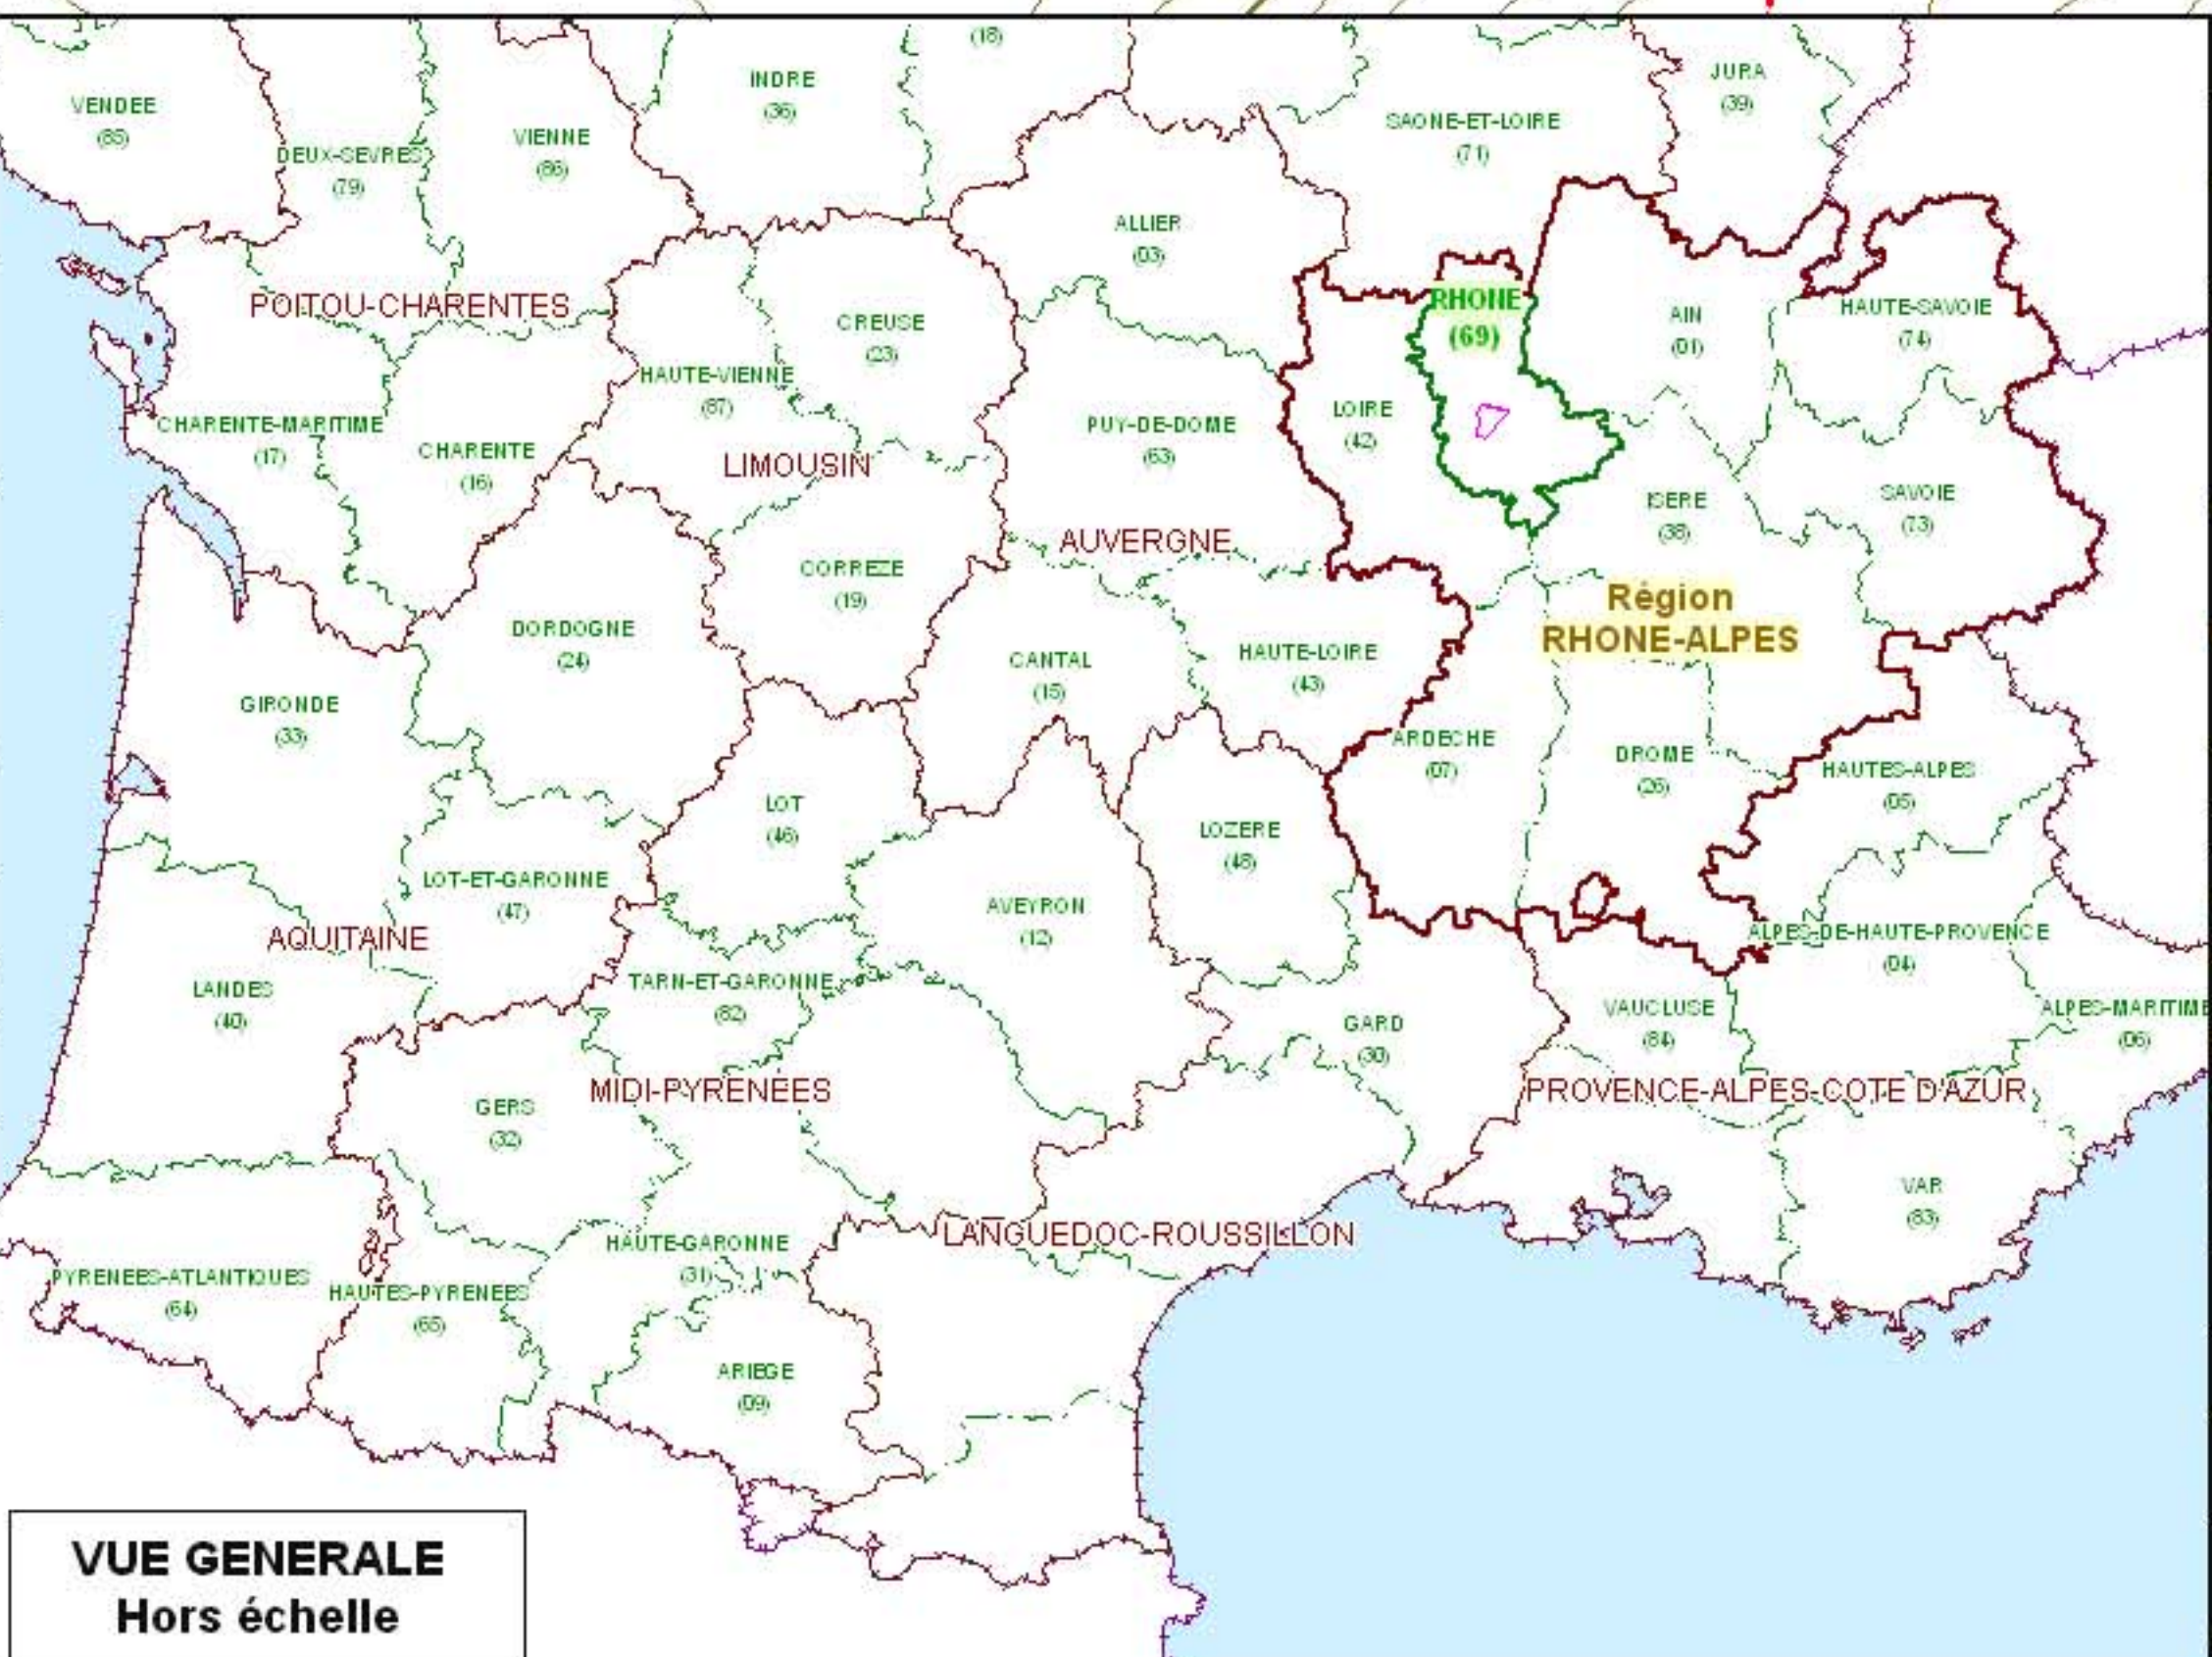 (18)
INDRE
(36)
JURA
(39)
VENDEE
(85)
SAONE-ET-LOIRE
(71)
VIENNE
(86)
DEUX-SEVRES
(79)
ALLIER
(03)
POITOU-CHARENTES
RHONE
(69)
HAUTE-SAVOIE
(74)
AIN
(01)
CREUSE
(23)
HAUTE-VIENNE
(87)
LOIRE
(42)
CHARENTE-MARITIME
(17)
PUY-DE-DOME
(63)
CHARENTE
(16)
LIMOUSIN
SAVOIE
(73)
ISERE
(38)
AUVERGNE
CORREZE
(19)
Région
RHONE-ALPES
DORDOGNE
(24)
HAUTE-LOIRE
(43)
CANTAL
(15)
GIRONDE
(33)
ARDECHE
(07)
DROME
(26)
HAUTES-ALPES
(05)
LOT
(46)
LOZERE
(48)
LOT-ET-GARONNE
(47)
AVEYRON
(12)
AQUITAINE
ALPES-DE-HAUTE-PROVENCE
(04)
TARN-ET-GARONNE
(82)
LANDES
(40)
VAUCLUSE
(84)
ALPES-MARITIME
(06)
GARD
(30)
MIDI-PYRENEES
PROVENCE-ALPES-COTE D'AZUR
GERS
(32)
VAR
(83)
LANGUEDOC-ROUSSILLON
HAUTE-GARONNE
(31)
PYRENEES-ATLANTIQUES
(64)
HAUTES-PYRENEES
(65)
ARIEGE
(09)
VUE GENERALE
Hors échelle